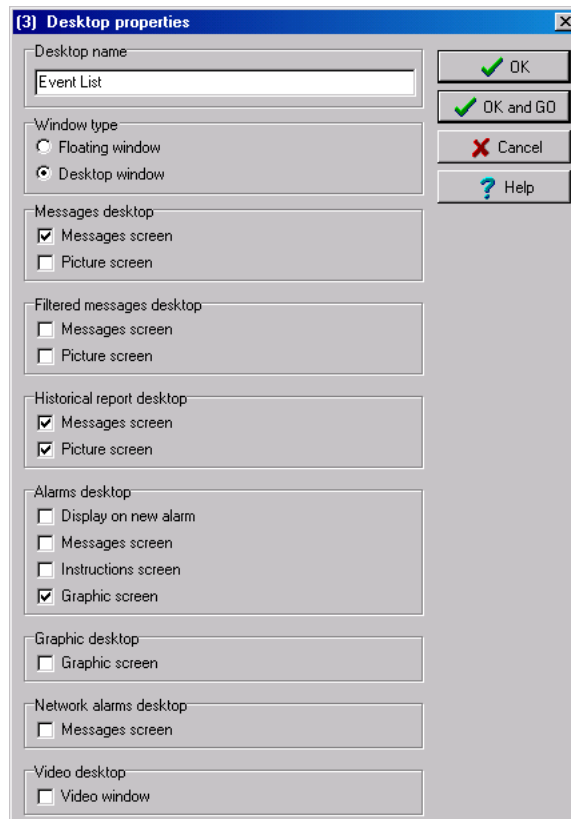 (3) Desktop properties
Desktop name
Event List
OK
OK and GO
Cancel
Help
Window type
Floating window
Desktop window
Messages desktop
Messages screen
Picture screen
Filtered messages desktop
Messages screen
Picture screen
Historical report desktop
Messages screen
Picture screen
Alarms desktop
Display on new alarm
Messages screen
Instructions screen
Graphic screen
Graphic desktop
Graphic screen
Network alarms desktop
Messages screen
Video desktop
Video window